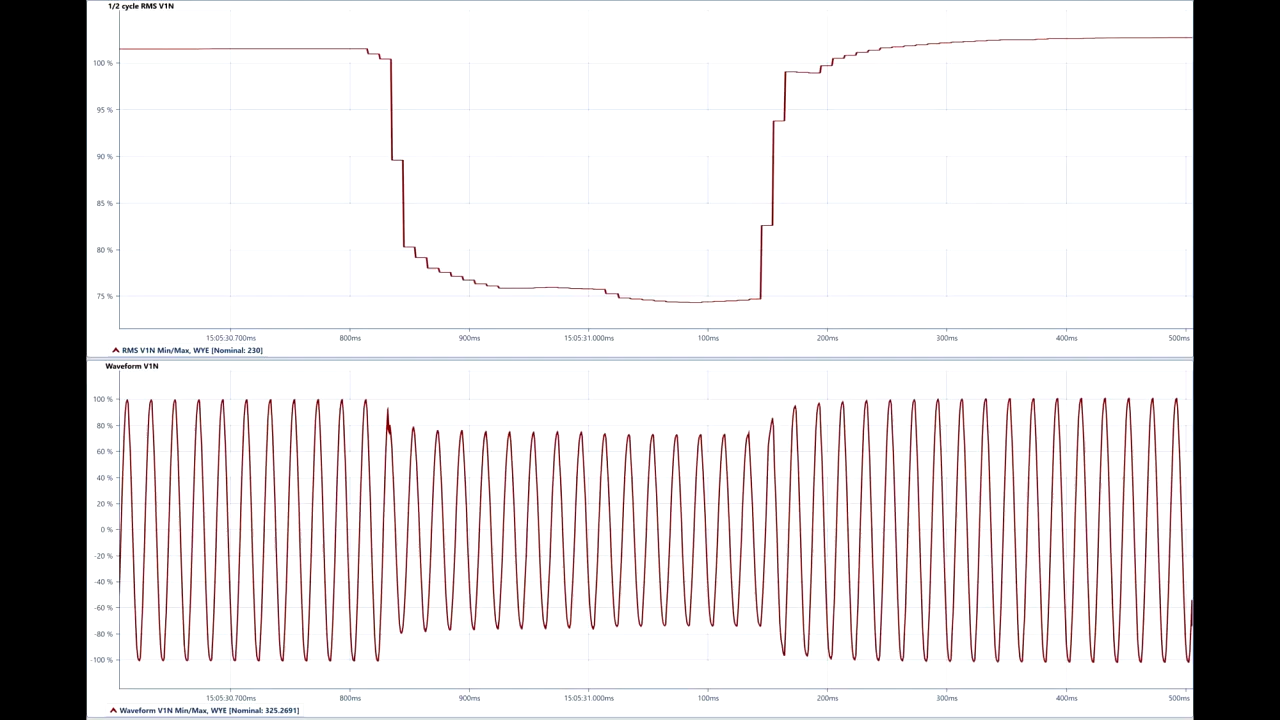 1/2 cycle RMS V1N
100 %
95 %
90 %
85 %
80 %
75 %
15:05:30.700ms 800ms 900ms 15:05:31.000ms 100ms 200ms 300ms 400ms 500ms
RMS V1N Min/Max, WYE [Nominal: 230]
Waveform V1N
100 %
80 %
60 %
40 %
20 %
0 %
-20 %
-40 %
-60 %
-80 %
-100 %
15:05:30.700ms 800ms 900ms 15:05:31.000ms 100ms 200ms 300ms 400ms 500ms
Waveform V1N Min/Max, WYE [Nominal: 325.2691]